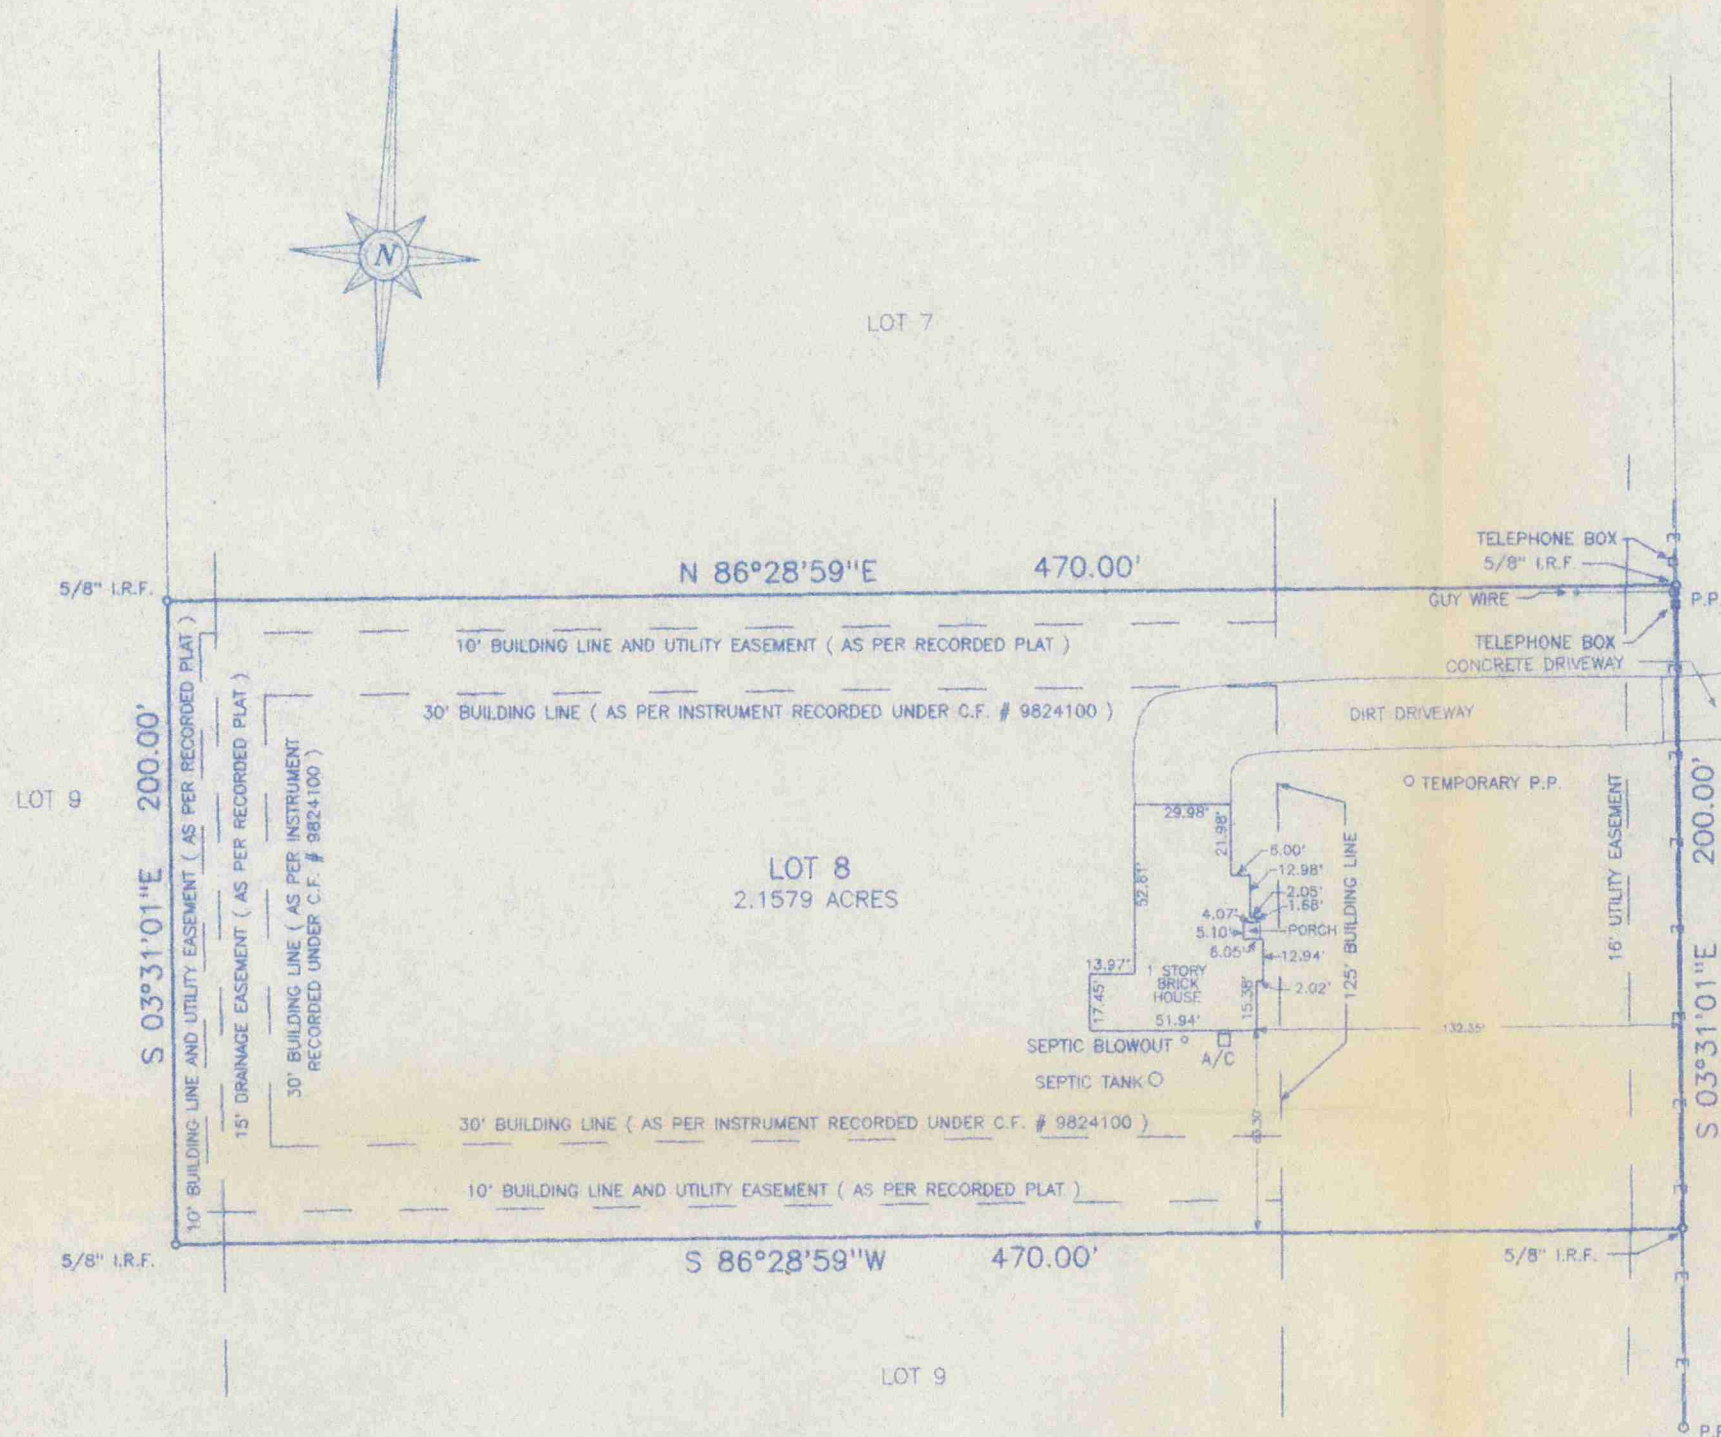 N
LOT 7
TELEPHONE BOX
5/8" I.R.F.
N 86°28'59"E 470.00'
5/8" I.R.F.
GUY WIRE
P.P.
TELEPHONE BOX
10' BUILDING LINE AND UTILITY EASEMENT ( AS PER RECORDED PLAT )
CONCRETE DRIVEWAY
30' BUILDING LINE ( AS PER INSTRUMENT RECORDED UNDER C.F. # 9824100 )
DIRT DRIVEWAY
LOT 9
S 03°31'01"E 200.00'
10' BUILDING LINE AND UTILITY EASEMENT ( AS PER RECORDED PLAT )
15' DRAINAGE EASEMENT ( AS PER RECORDED PLAT )
30' BUILDING LINE ( AS PER INSTRUMENT
RECORDED UNDER C.F. # 9824100 )
TEMPORARY P.P.
LOT 8
2.1579 ACRES
29.98'
21.98'
52.61'
12.98'
2.05'
1.68'
4.07'
5.10'
PORCH
12.94'
13.97'
1 STORY
BRICK
HOUSE
17.45'
15.38'
2.02'
51.94'
125' BUILDING LINE
16' UTILITY EASEMENT
S 03°31'01"E 200.00'
132.35'
SEPTIC BLOWOUT
A/C
SEPTIC TANK
30' BUILDING LINE ( AS PER INSTRUMENT RECORDED UNDER C.F. # 9824100 )
10' BUILDING LINE AND UTILITY EASEMENT ( AS PER RECORDED PLAT )
5/8" I.R.F.
S 86°28'59"W 470.00'
5/8" I.R.F.
LOT 9